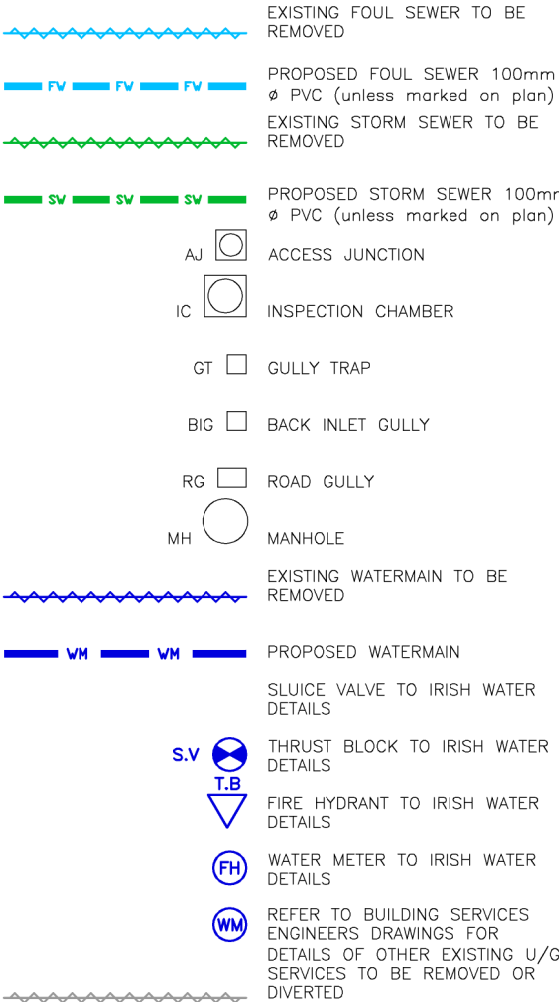 EXISTING FOUL SEWER TO BE
REMOVED
FW FW FW
PROPOSED FOUL SEWER 100mm
ø PVC (unless marked on plan)
EXISTING STORM SEWER TO BE
REMOVED
SW SW SW
PROPOSED STORM SEWER 100mm
ø PVC (unless marked on plan)
AJ ACCESS JUNCTION
IC INSPECTION CHAMBER
GT GULLY TRAP
BIG BACK INLET GULLY
RG ROAD GULLY
MH MANHOLE
EXISTING WATERMAIN TO BE
REMOVED
WM WM PROPOSED WATERMAIN
SLUICE VALVE TO IRISH WATER
DETAILS
S.V THRUST BLOCK TO IRISH WATER
DETAILS
T.B
FIRE HYDRANT TO IRISH WATER
DETAILS
FH WATER METER TO IRISH WATER
DETAILS
WM REFER TO BUILDING SERVICES
ENGINEERS DRAWINGS FOR
DETAILS OF OTHER EXISTING U/G
SERVICES TO BE REMOVED OR
DIVERTED